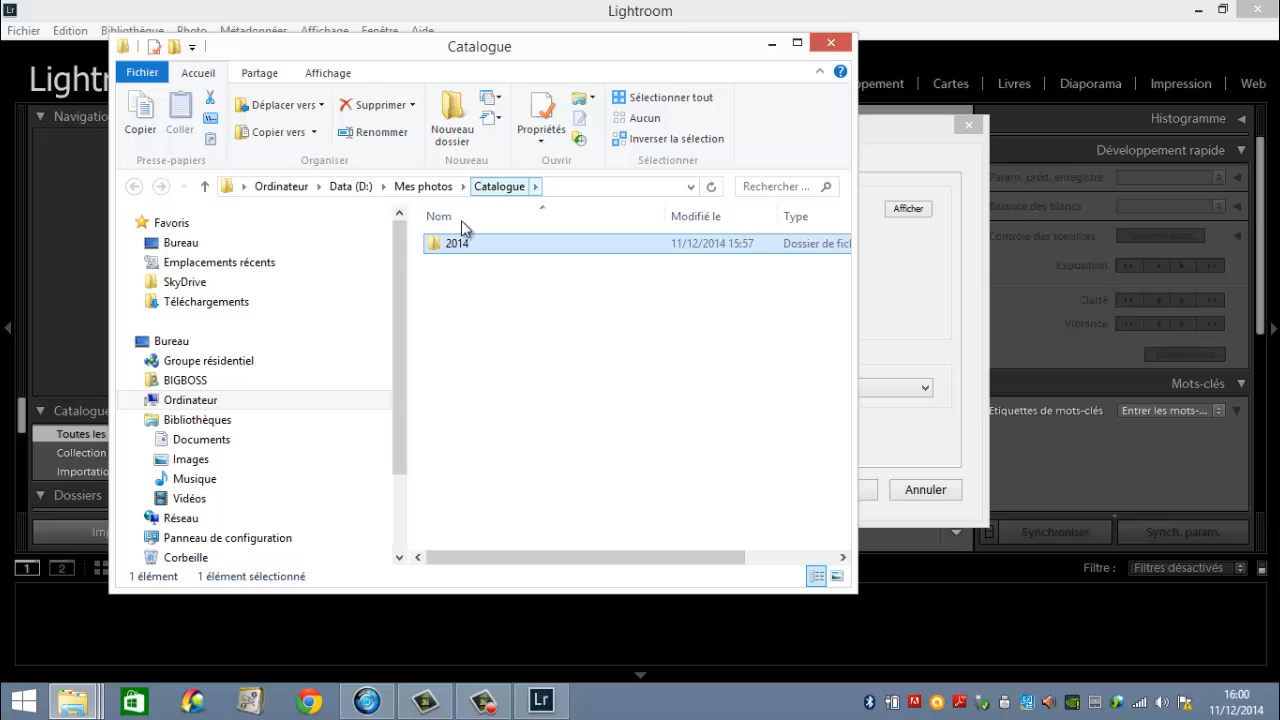 Lightroom
Fichier Edition Bibliothèque Photo Métadonnées Affichage Fenêtre Aide
Catalogue
Fichier Accueil Partage Affichage
Copier
Coller
Presse-papiers
Déplacer vers
Copier vers
Supprimer
Renommer
Organiser
Nouveau
dossier
Nouveau
Propriétés
Ouvrir
Sélectionner tout
Aucun
Inverser la sélection
Sélectionner
Ordinateur Data (D:) Mes photos Catalogue
Rechercher ...
Nom Modifié le Type
2014 11/12/2014 15:57 Dossier de fich
Favoris
Bureau
Emplacements récents
SkyDrive
Téléchargements
Bureau
Groupe résidentiel
BIGBOSS
Ordinateur
Bibliothèques
Documents
Images
Musique
Vidéos
Réseau
Panneau de configuration
Corbeille
1 élément 1 élément sélectionné
Lightr
Navigatio
Catalogue
Toutes les
Collection
Importatio
Dossiers
Imp
1 2
ppement Cartes Livres Diaporama Impression Web
Afficher
Annuler
Histogramme
Développement rapide
Param. préd. enregistré
Balance des blancs
Contrôle des tonalités
Exposition
Clarté
Vibrance
Mots-clés
Etiquettes de mots-clés Entrer les mots-...
Synchroniser Synch. param.
Filtre : Filtres désactivés
Lr
16:00
11/12/2014